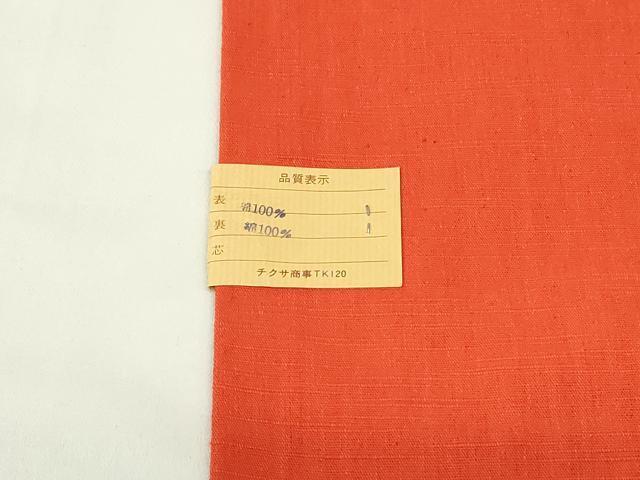 品質表示
表 綿100%
裏 綿100%
芯
チクサ商事TK120